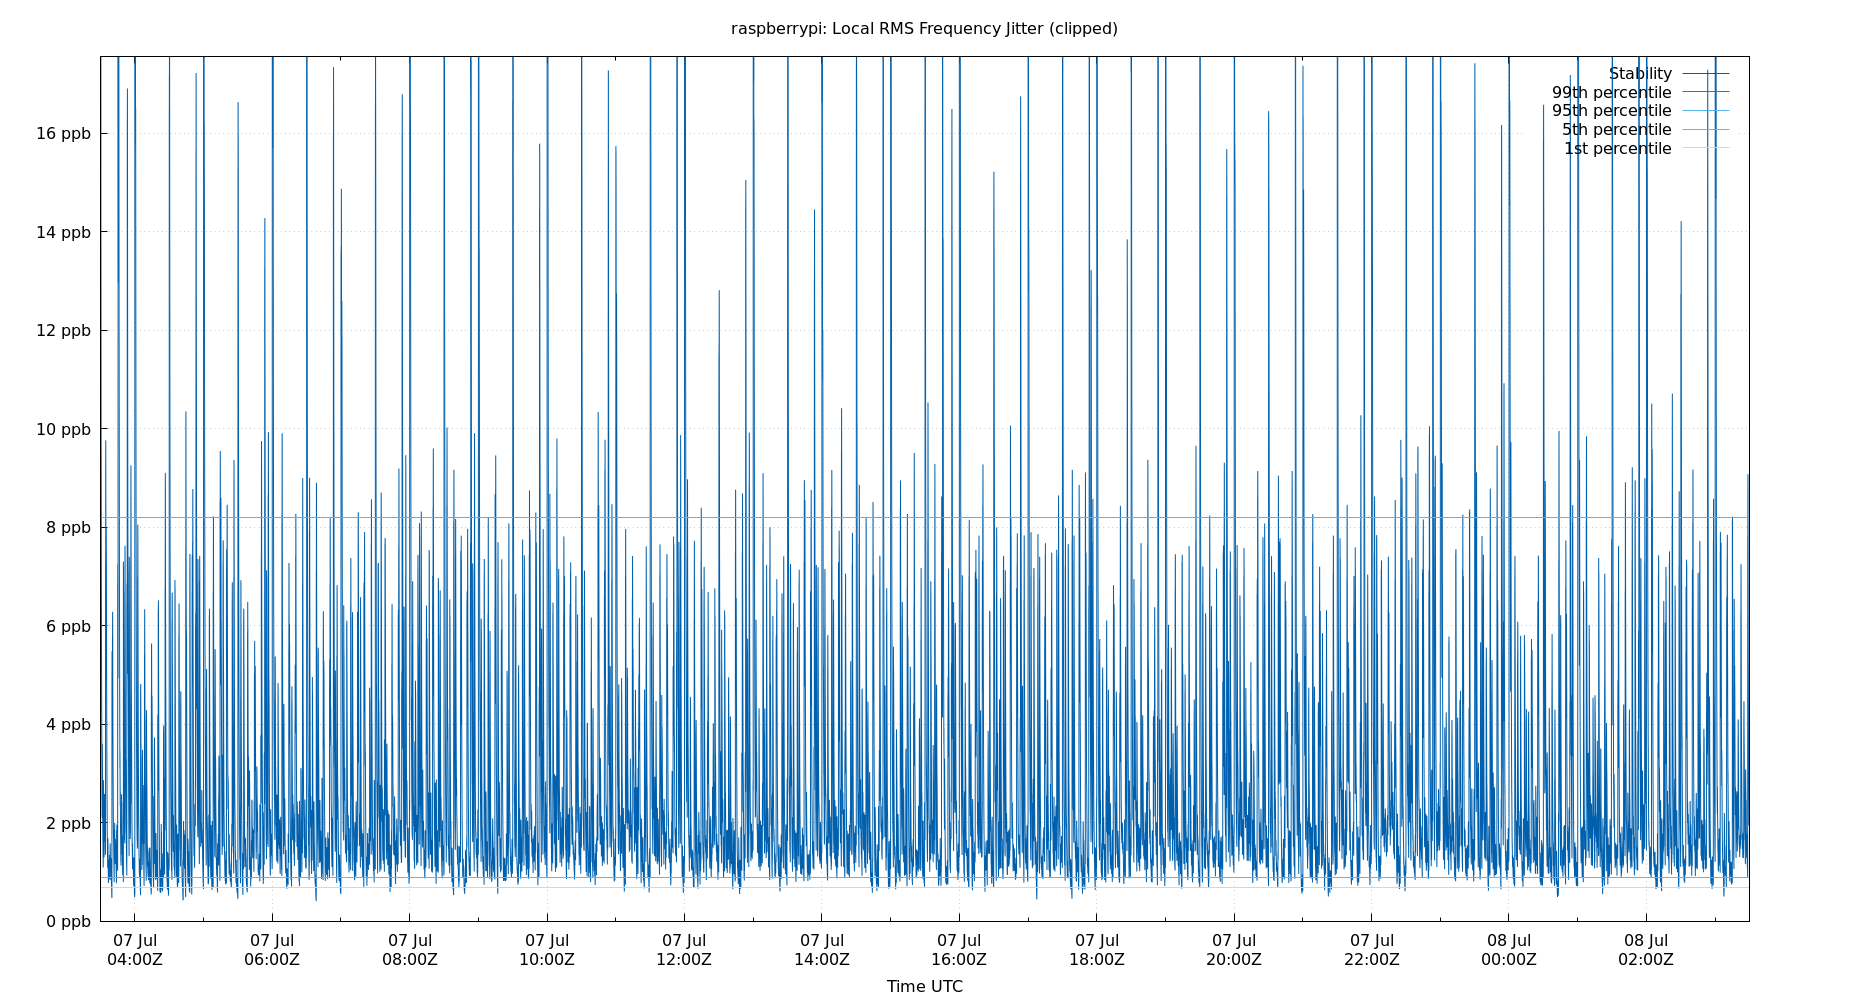 raspberrypi: Local RMS Frequency Jitter (clipped)
Stability
99th percentile
95th percentile
5th percentile
1st percentile
16 ppb
14 ppb
12 ppb
10 ppb
8 ppb
6 ppb
4 ppb
2 ppb
0 ppb
07 Jul 07 Jul 07 Jul 07 Jul 07 Jul 07 Jul 07 Jul 07 Jul 07 Jul 07 Jul 08 Jul 08 Jul
04:00Z 06:00Z 08:00Z 10:00Z 12:00Z 14:00Z 16:00Z 18:00Z 20:00Z 22:00Z 00:00Z 02:00Z
Time UTC